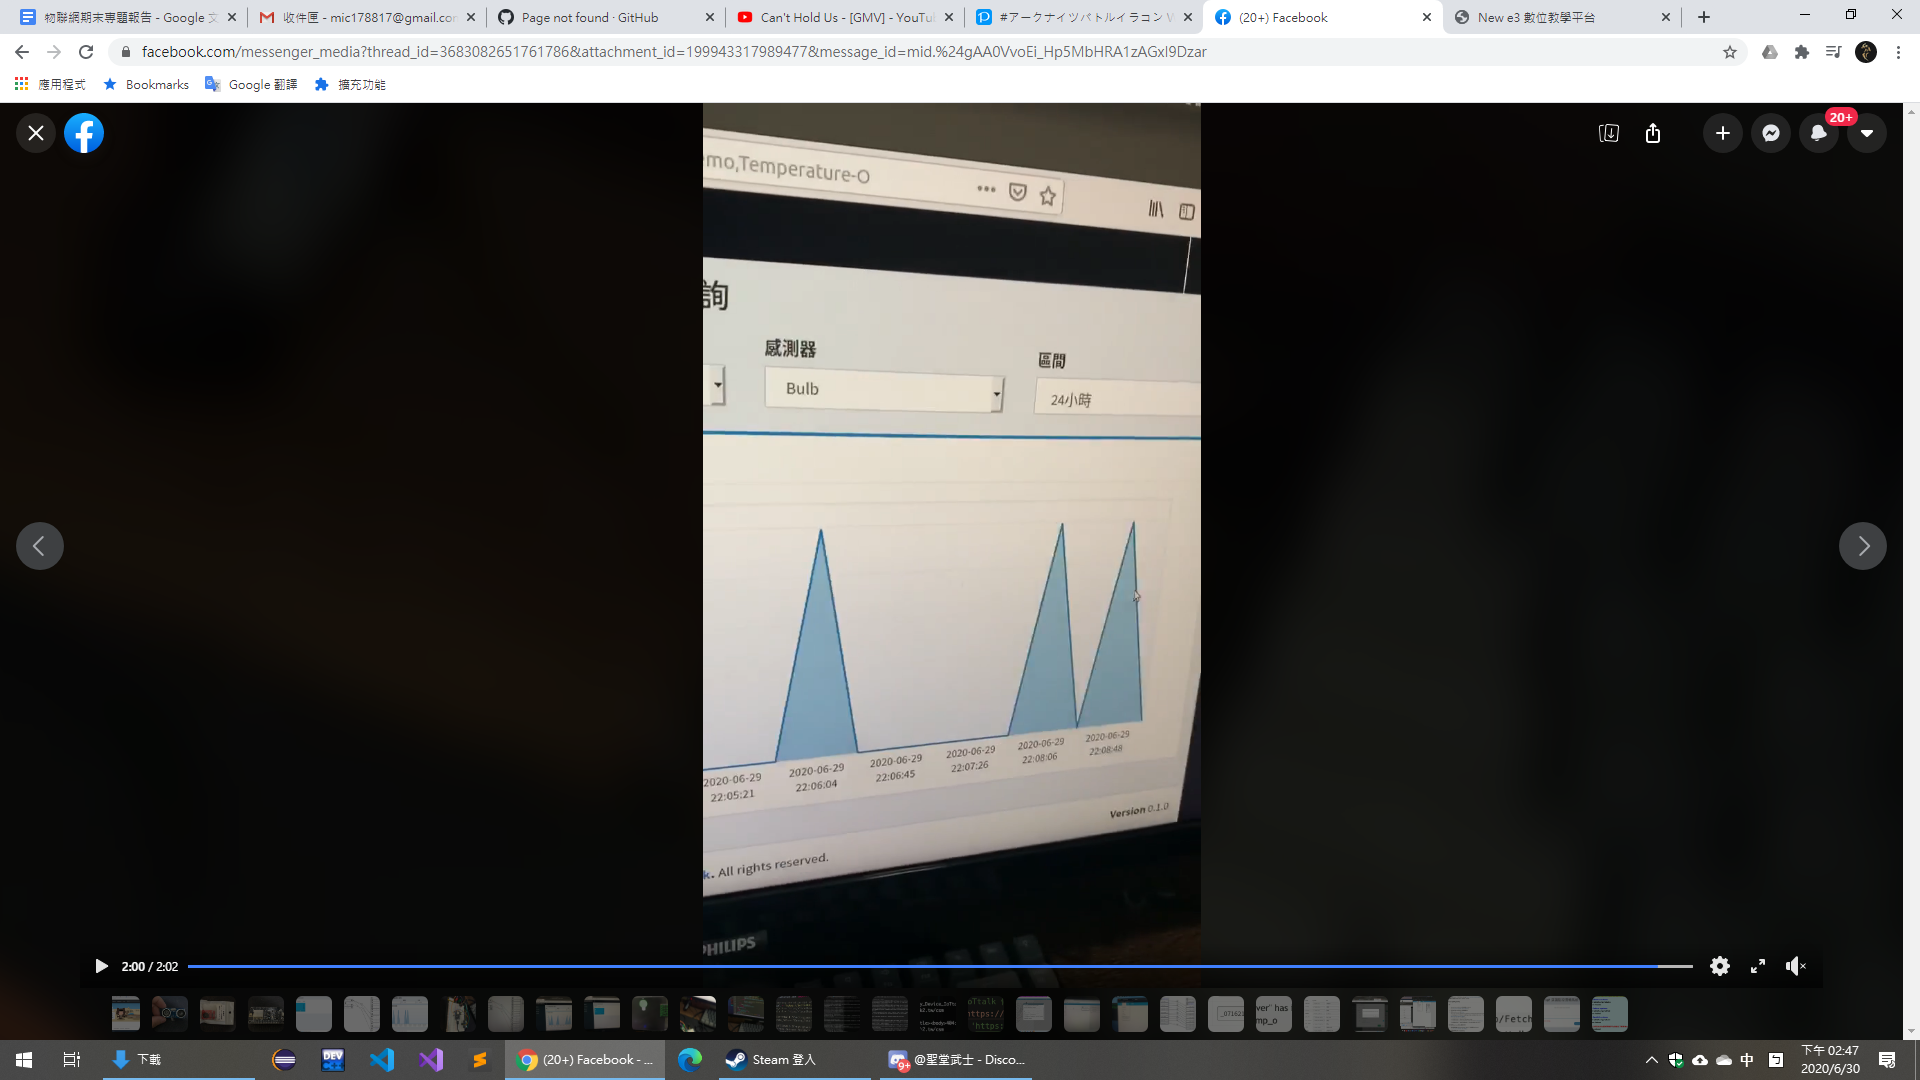 物聯網期末專題報告 - Google 文
收件匣 - mic178817@gmail.com
Page not found · GitHub
Can't Hold Us - [GMV] - YouTu
#アークナイツバトルイラコン
(20+) Facebook
New e3 數位教學平台
facebook.com/messenger_media?thread_id=3683082651761786&attachment_id=199943317989477&message_id=mid.%24gAA0VvoEi_Hp5MbHRA1zAGxl9Dzar
應用程式
Bookmarks
Google 翻譯
擴充功能
20+
mo,Temperature-O
詢
感測器
區間
Bulb
24小時
2020-06-29 22:05:21
2020-06-29 22:06:04
2020-06-29 22:06:45
2020-06-29 22:07:26
2020-06-29 22:08:06
2020-06-29 22:08:48
Version 0.1.0
k. All rights reserved.
PHILIPS
2:00 / 2:02
下載
DEV
(20+) Facebook - ...
Steam 登入
9+
@聖堂武士 - Disco...
中
下午 02:47
2020/6/30